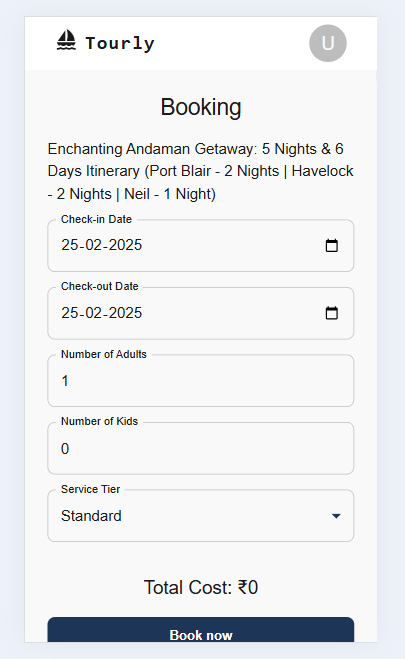 Tourly
U
Booking
Enchanting Andaman Getaway: 5 Nights & 6
Days Itinerary (Port Blair - 2 Nights | Havelock
- 2 Nights | Neil - 1 Night)
Check-in Date
25-02-2025
Check-out Date
25-02-2025
Number of Adults
1
Number of Kids
0
Service Tier
Standard
Total Cost: ₹0
Book now